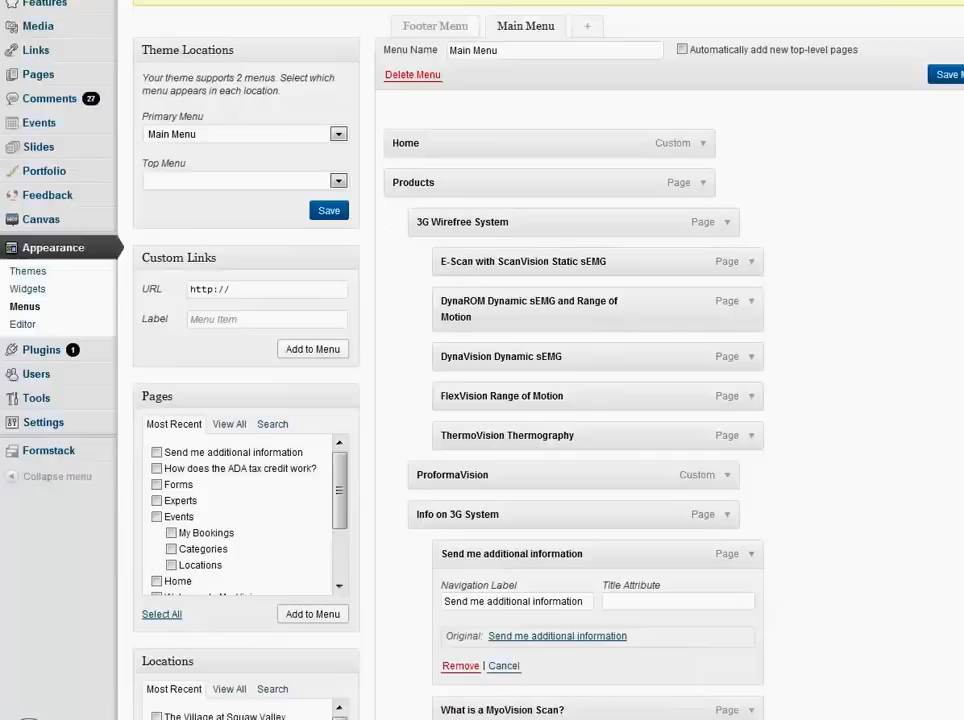 Features
Media
Links
Pages
Comments 27
Events
Slides
Portfolio
Feedback
Canvas
Appearance
Themes
Widgets
Menus
Editor
Plugins 1
Users
Tools
Settings
Formstack
Collapse menu
Theme Locations
Your theme supports 2 menus. Select which
menu appears in each location.
Primary Menu
Main Menu
Top Menu
Save
Custom Links
URL http://
Label Menu Item
Add to Menu
Pages
Most Recent View All Search
Send me additional information
How does the ADA tax credit work?
Forms
Experts
Events
My Bookings
Categories
Locations
Home
Select All Add to Menu
Locations
Most Recent View All Search
The Village at Squaw Valley
Footer Menu Main Menu +
Menu Name Main Menu Automatically add new top-level pages
Delete Menu Save M
Home Custom
Products Page
3G Wirefree System Page
E-Scan with ScanVision Static sEMG Page
DynaROM Dynamic sEMG and Range of Page
Motion
DynaVision Dynamic sEMG Page
FlexVision Range of Motion Page
ThermoVision Thermography Page
ProformaVision Custom
Info on 3G System Page
Send me additional information Page
Navigation Label Title Attribute
Send me additional information
Original: Send me additional information
Remove | Cancel
What is a MyoVision Scan? Page